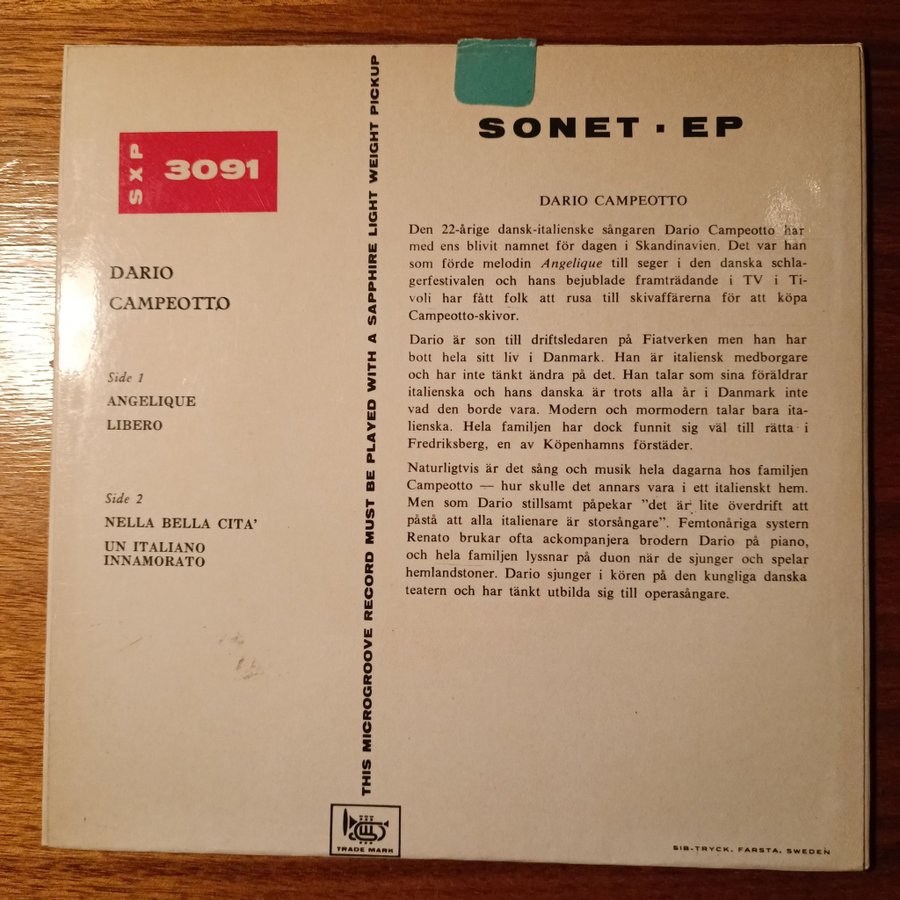 SXP 3091
DARIO
CAMPEOTTO
Side 1
ANGELIQUE
LIBERO
Side 2
NELLA BELLA CITA'
UN ITALIANO
INNAMORATO
THIS MICROGROOVE RECORD MUST BE PLAYED WITH A SAPPHIRE LIGHT WEIGHT PICKUP
TRADE MARK
SONET · EP
DARIO CAMPEOTTO
Den 22-årige dansk-italienske sångaren Dario Campeotto har
med ens blivit namnet för dagen i Skandinavien. Det var han
som förde melodin Angelique till seger i den danska schla-
gerfestivalen och hans bejublade framträdande i TV i Ti-
voli har fått folk att rusa till skivaffärerna för att köpa
Campeotto-skivor.
Dario är son till driftsledaren på Fiatverken men han har
bott hela sitt liv i Danmark. Han är italiensk medborgare
och har inte tänkt ändra på det. Han talar som sina föräldrar
italienska och hans danska är trots alla år i Danmark inte
vad den borde vara. Modern och mormodern talar bara ita-
lienska. Hela familjen har dock funnit sig väl till rätta i
Fredriksberg, en av Köpenhamns förstäder.
Naturligtvis är det sång och musik hela dagarna hos familjen
Campeotto — hur skulle det annars vara i ett italienskt hem.
Men som Dario stillsamt påpekar "det är lite överdrift att
påstå att alla italienare är storsångare". Femtonåriga systern
Renato brukar ofta ackompanjera brodern Dario på piano,
och hela familjen lyssnar på duon när de sjunger och spelar
hemlandstoner. Dario sjunger i kören på den kungliga danska
teatern och har tänkt utbilda sig till operasångare.
SIB-TRYCK, FARSTA, SWEDEN